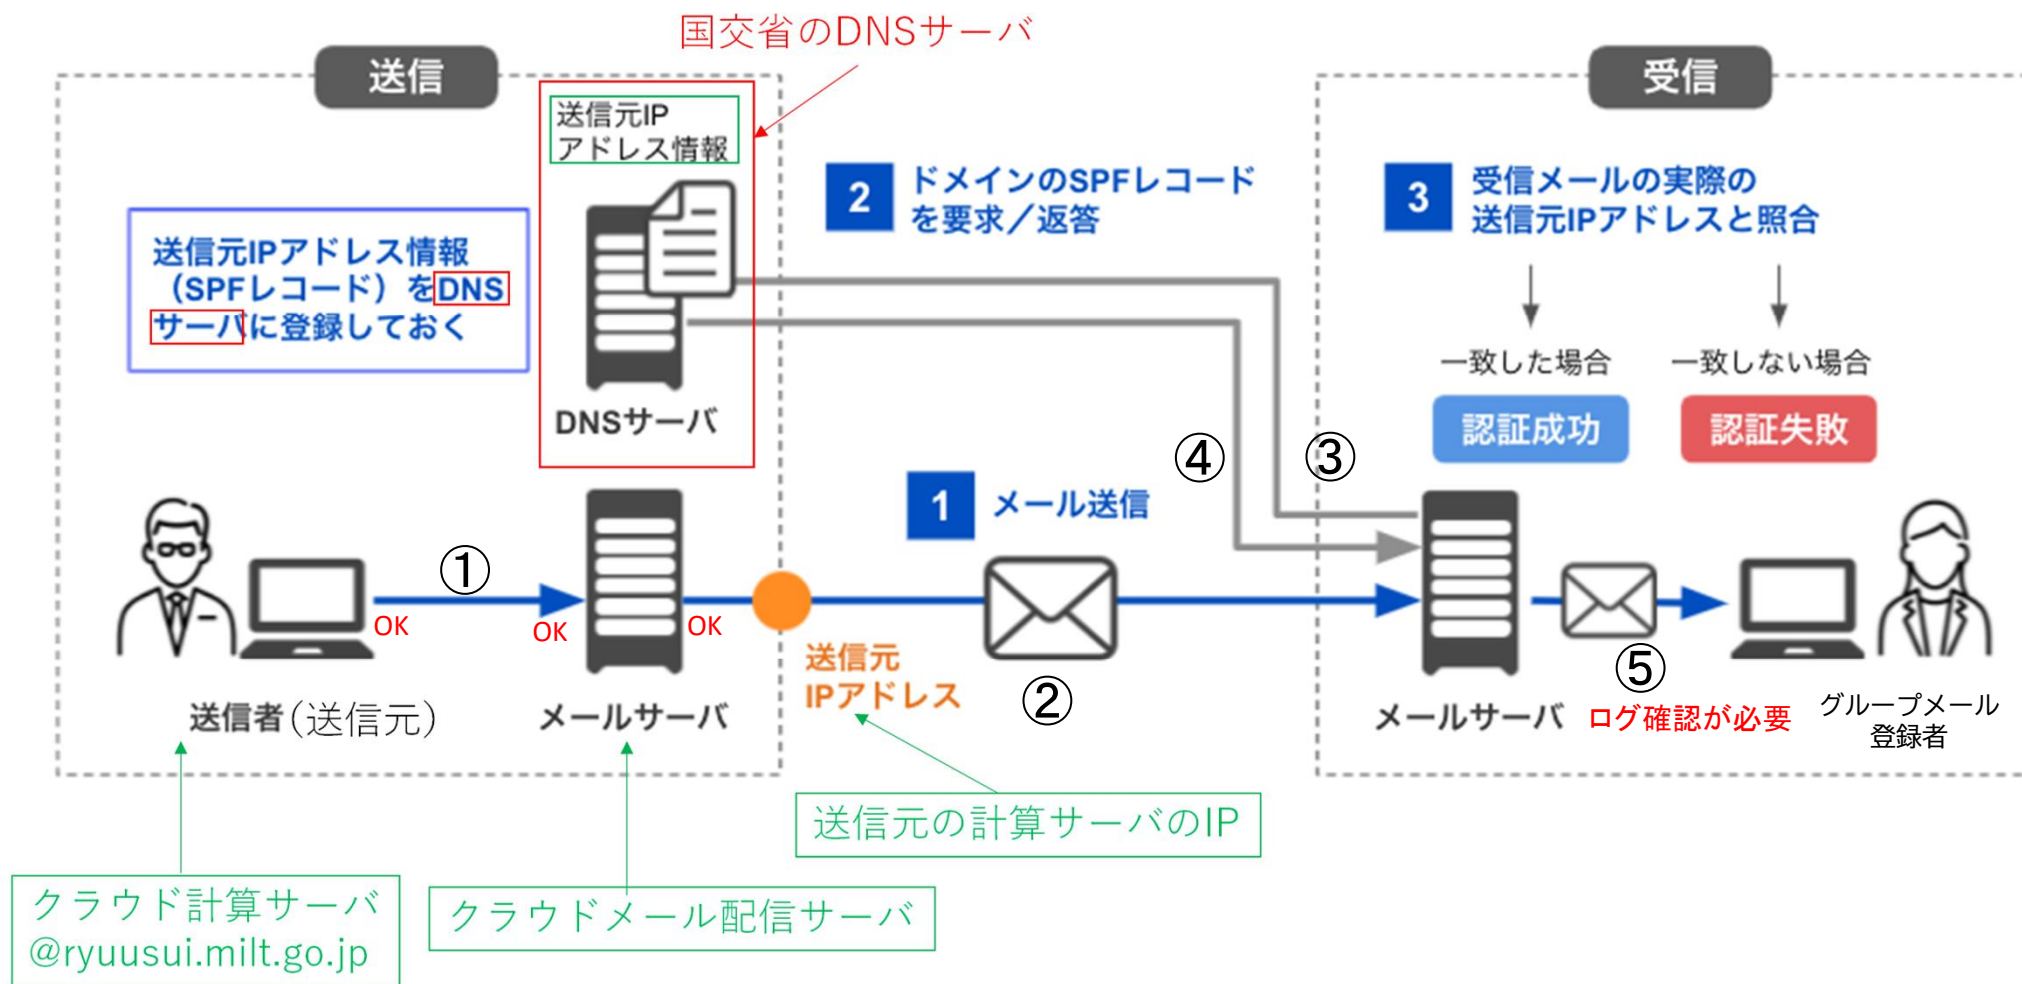 国交省のDNSサーバ
送信
受信
送信元IP
アドレス情報
送信元IPアドレス情報
（SPFレコード）をDNS
サーバに登録しておく
DNSサーバ
2
ドメインのSPFレコード
を要求／返答
3
受信メールの実際の
送信元IPアドレスと照合
一致した場合
一致しない場合
認証成功
認証失敗
④
③
1
メール送信
①
OK
OK
OK
送信元
IPアドレス
②
⑤
送信者(送信元)
メールサーバ
メールサーバ
ログ確認が必要
グループメール
登録者
送信元の計算サーバのIP
クラウド計算サーバ
@ryuusui.milt.go.jp
クラウドメール配信サーバ